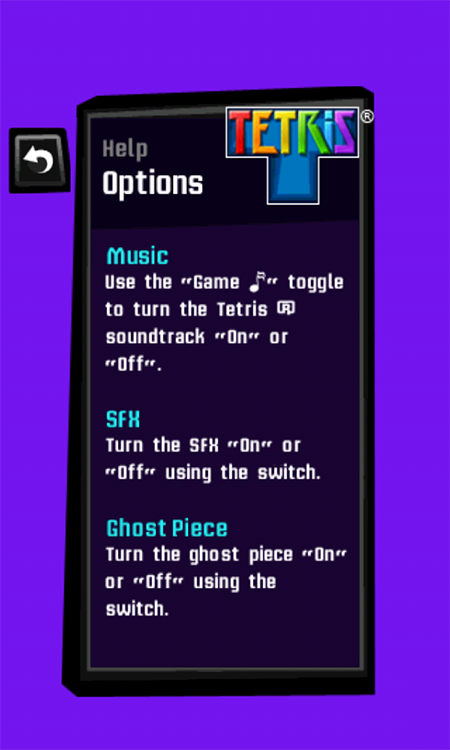 TETRiS®
Help
Options
Music
Use the "Game 🎵" toggle
to turn the Tetris ®
soundtrack "On" or
"Off".
SFX
Turn the SFX "On" or
"Off" using the switch.
Ghost Piece
Turn the ghost piece "On"
or "Off" using the
switch.